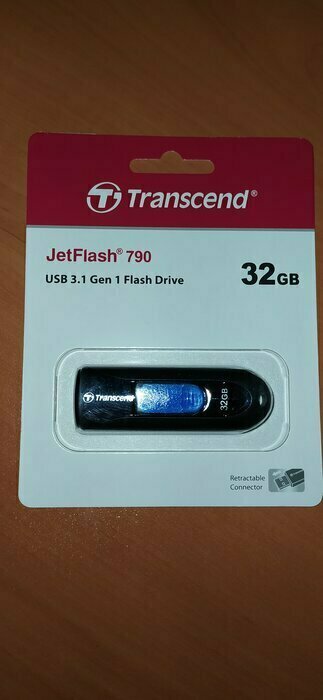 Transcend®
JetFlash® 790
USB 3.1 Gen 1 Flash Drive
32GB
Transcend
32GB
Retractable
Connector